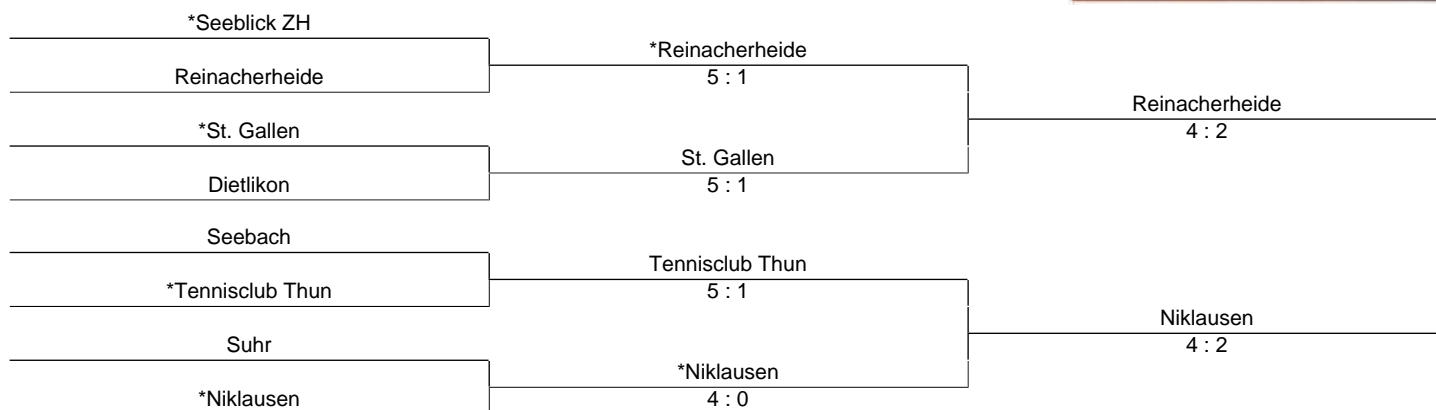 *Seeblick ZH
Reinacherheide
*St. Gallen
Dietlikon
Seebach
*Tennisclub Thun
Suhr
*Niklausen
*Reinacherheide
5 : 1
St. Gallen
5 : 1
Tennisclub Thun
5 : 1
*Niklausen
4 : 0
Reinacherheide
4 : 2
Niklausen
4 : 2